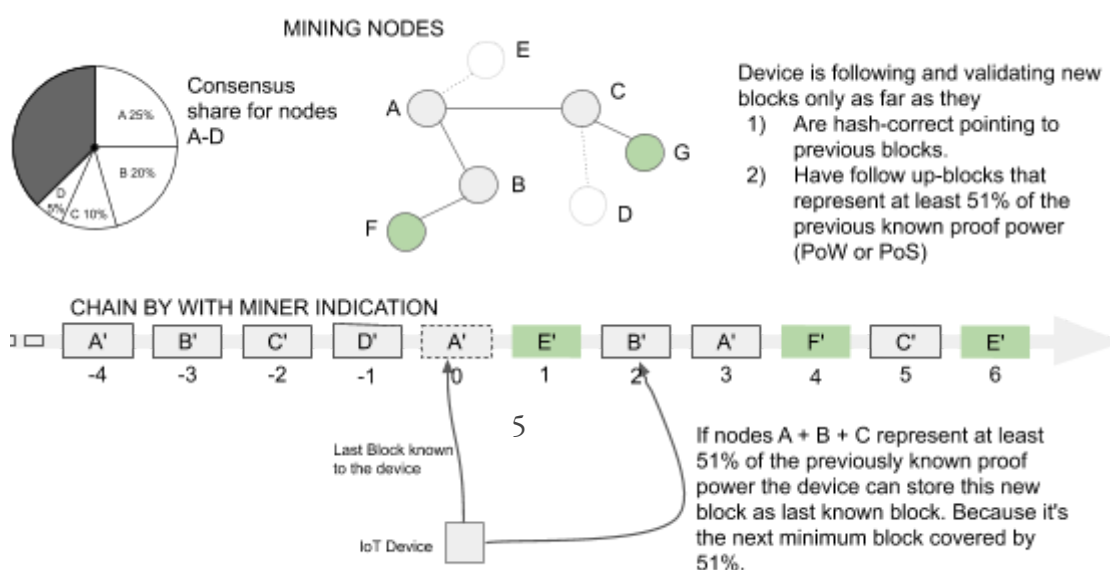 MINING NODES
Consensus
share for nodes
A-D
A 25%
B 20%
C 10%
D
5%
E
A
C
G
B
D
F
Device is following and validating new
blocks only as far as they
1) Are hash-correct pointing to
previous blocks.
2) Have follow up-blocks that
represent at least 51% of the
previous known proof power
(PoW or PoS)
CHAIN BY WITH MINER INDICATION
A' B' C' D' A' E' B' A' F' C' E'
-4 -3 -2 -1 0 1 2 3 4 5 6
5
Last Block known
to the device
IoT Device
If nodes A + B + C represent at least
51% of the previously known proof
power the device can store this new
block as last known block. Because it's
the next minimum block covered by
51%.